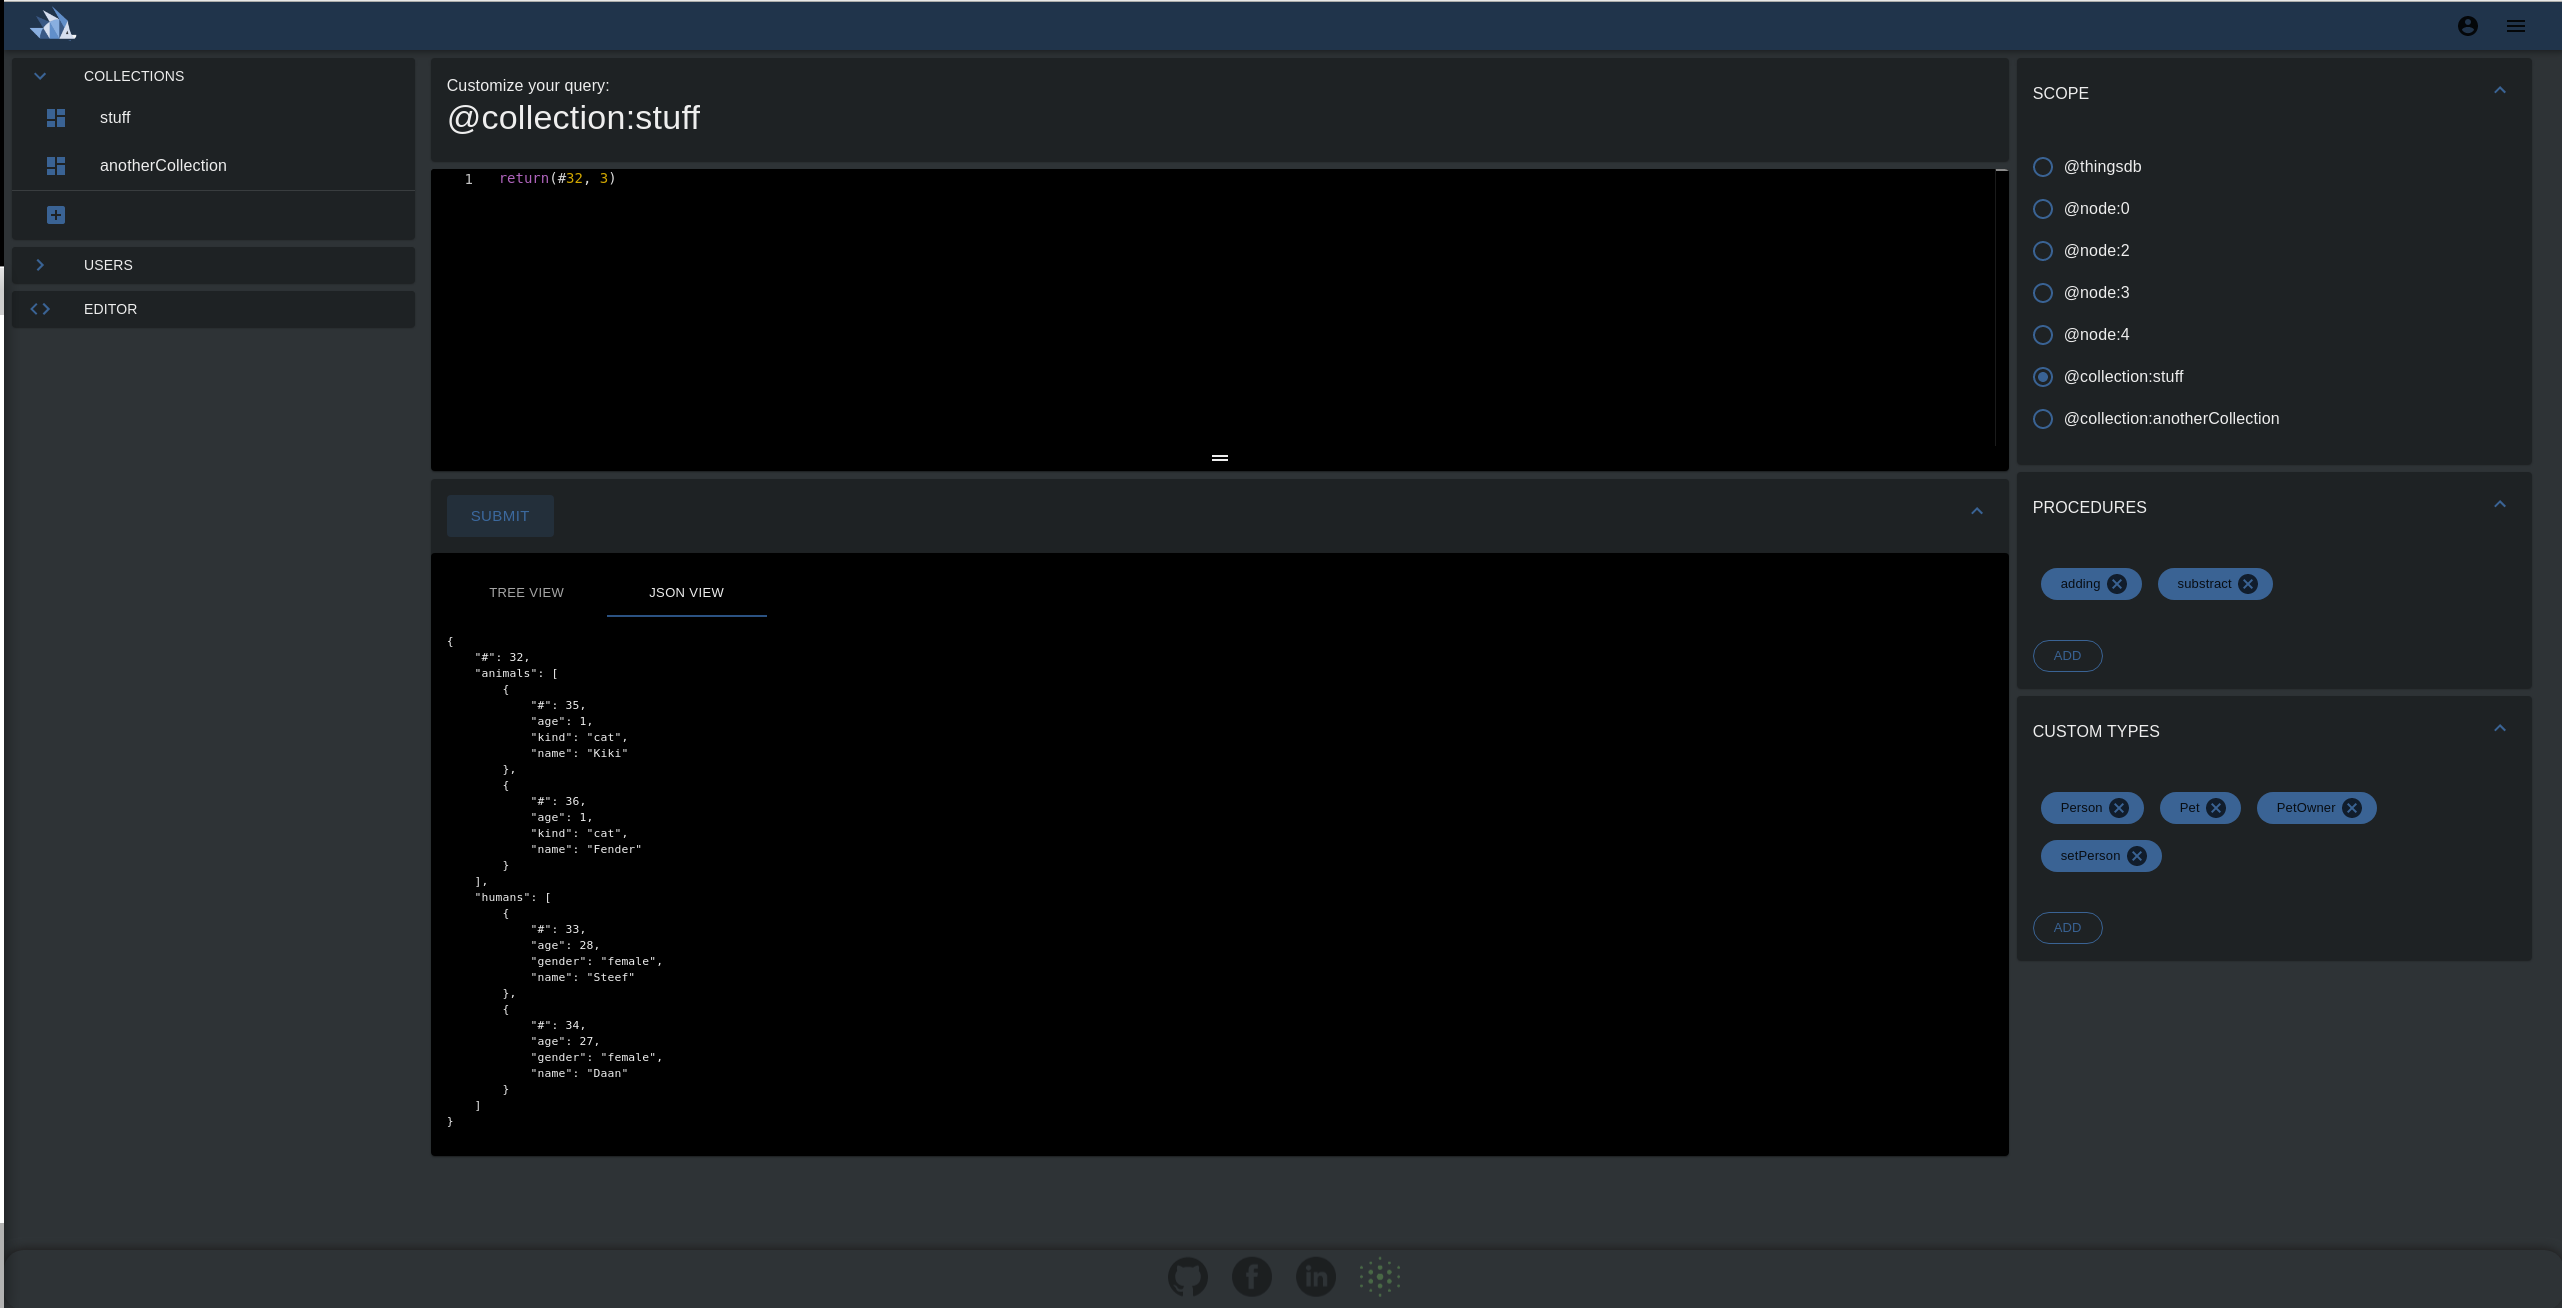 COLLECTIONS
stuff
anotherCollection
USERS
EDITOR
Customize your query:
@collection:stuff
1 return(#32, 3)
SUBMIT
TREE VIEW JSON VIEW
{
    "#": 32,
    "animals": [
        {
            "#": 35,
            "age": 1,
            "kind": "cat",
            "name": "Kiki"
        },
        {
            "#": 36,
            "age": 1,
            "kind": "cat",
            "name": "Fender"
        }
    ],
    "humans": [
        {
            "#": 33,
            "age": 28,
            "gender": "female",
            "name": "Steef"
        },
        {
            "#": 34,
            "age": 27,
            "gender": "female",
            "name": "Daan"
        }
    ]
}
SCOPE
@thingsdb
@node:0
@node:2
@node:3
@node:4
@collection:stuff
@collection:anotherCollection
PROCEDURES
adding substract
ADD
CUSTOM TYPES
Person Pet PetOwner
setPerson
ADD